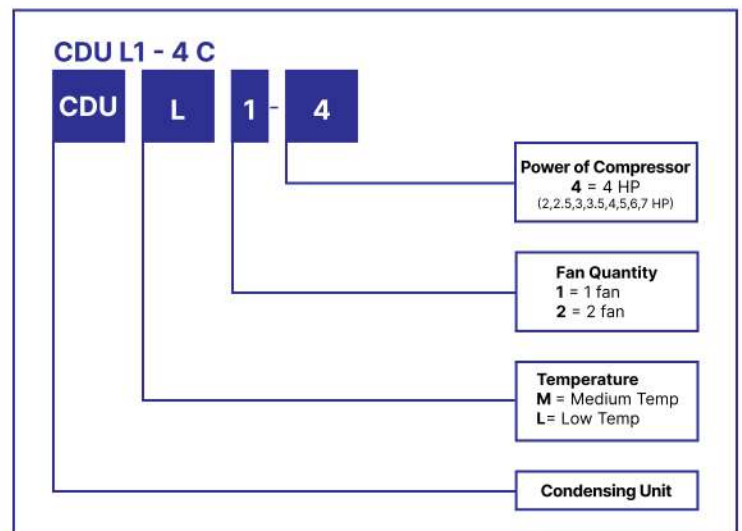 CDU L1 - 4 C
CDU L 1 - 4
Power of Compressor
4 = 4 HP
(2,2.5,3,3.5,4,5,6,7 HP)
Fan Quantity
1 = 1 fan
2 = 2 fan
Temperature
M = Medium Temp
L= Low Temp
Condensing Unit